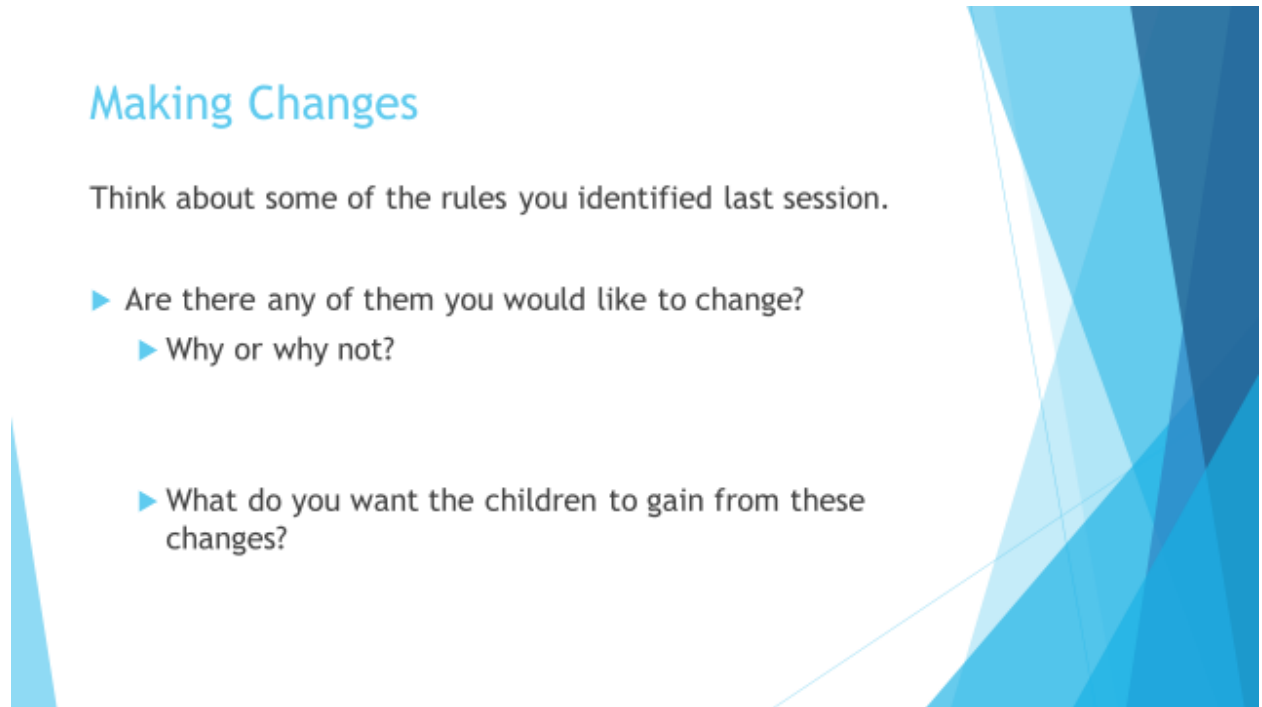 Making Changes
Think about some of the rules you identified last session.
Are there any of them you would like to change?
Why or why not?
What do you want the children to gain from these
changes?